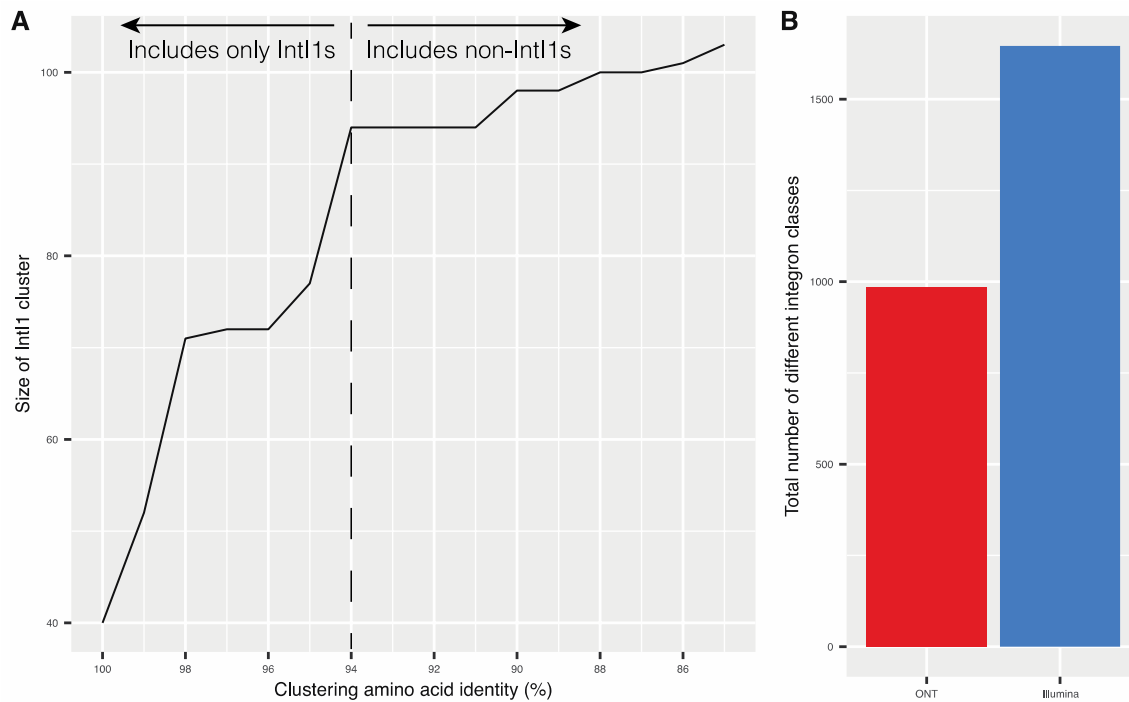 A
Includes only IntI1s
Includes non-IntI1s
Size of IntI1 cluster
100
80
60
40
100
98
96
94
92
90
88
86
Clustering amino acid identity (%)
B
Total number of different integron classes
1500
1000
500
0
ONT
Illumina